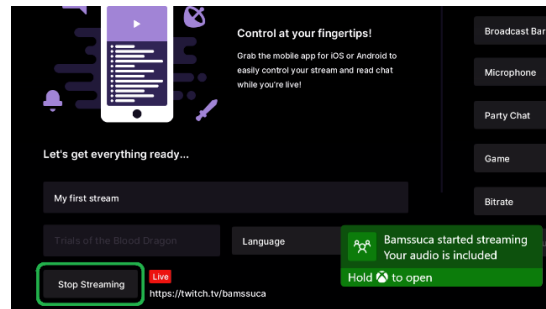 Control at your fingertips!
Grab the mobile app for iOS or Android to
easily control your stream and read chat
while you're live!
Broadcast Bar
Microphone
Party Chat
Game
Bitrate
Let's get everything ready...
My first stream
Trials of the Blood Dragon
Language
Bamssuca started streaming
Your audio is included
Hold to open
Stop Streaming
Live
https://twitch.tv/bamssuca